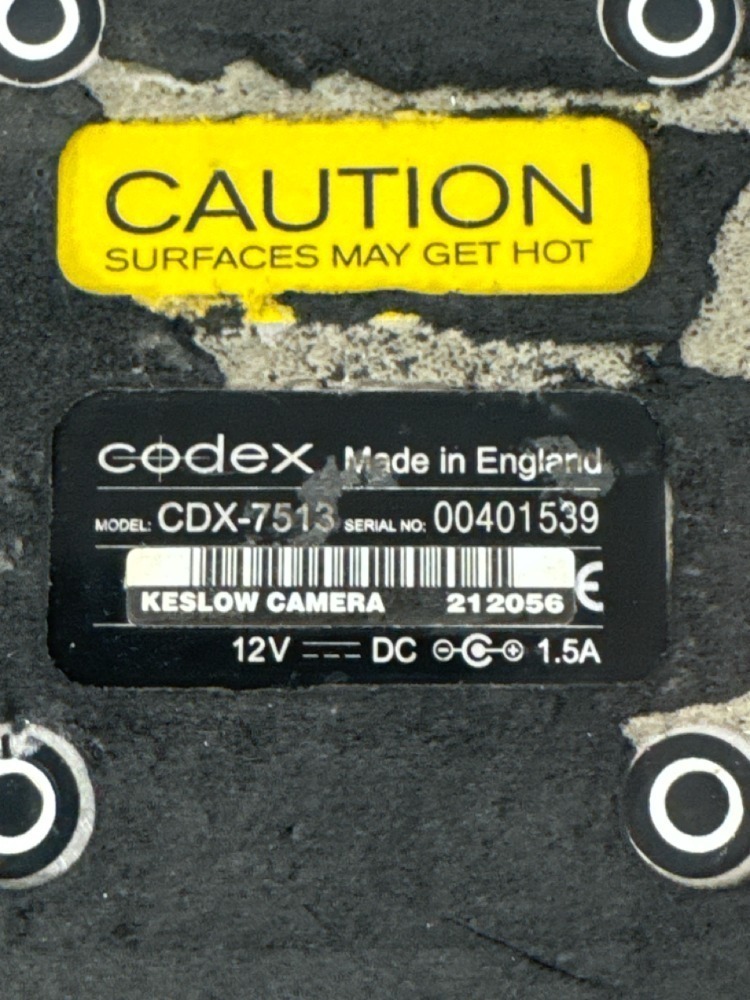 CAUTION
SURFACES MAY GET HOT
codex Made in England
MODEL: CDX-7513 SERIAL NO: 00401539
KESLOW CAMERA 212056
12V DC 1.5A